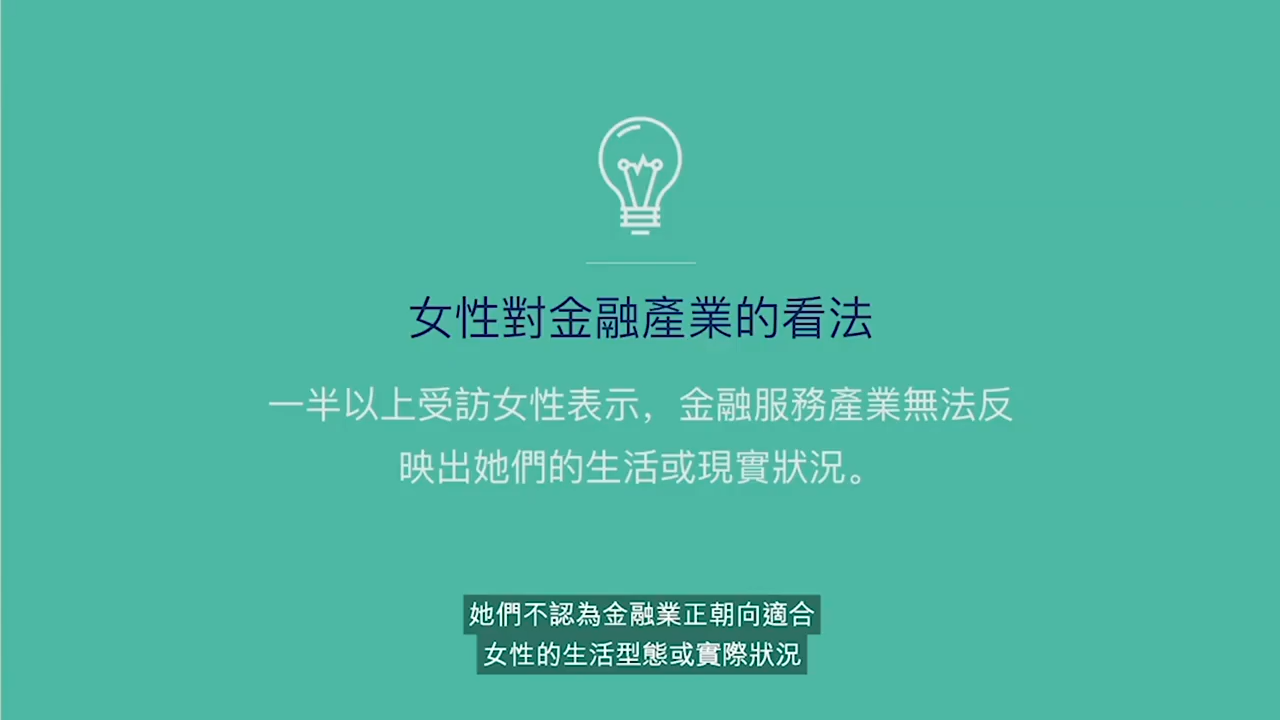 女性對金融產業的看法
一半以上受訪女性表示，金融服務產業無法反
映出她們的生活或現實狀況。
她們不認為金融業正朝向適合
女性的生活型態或實際狀況